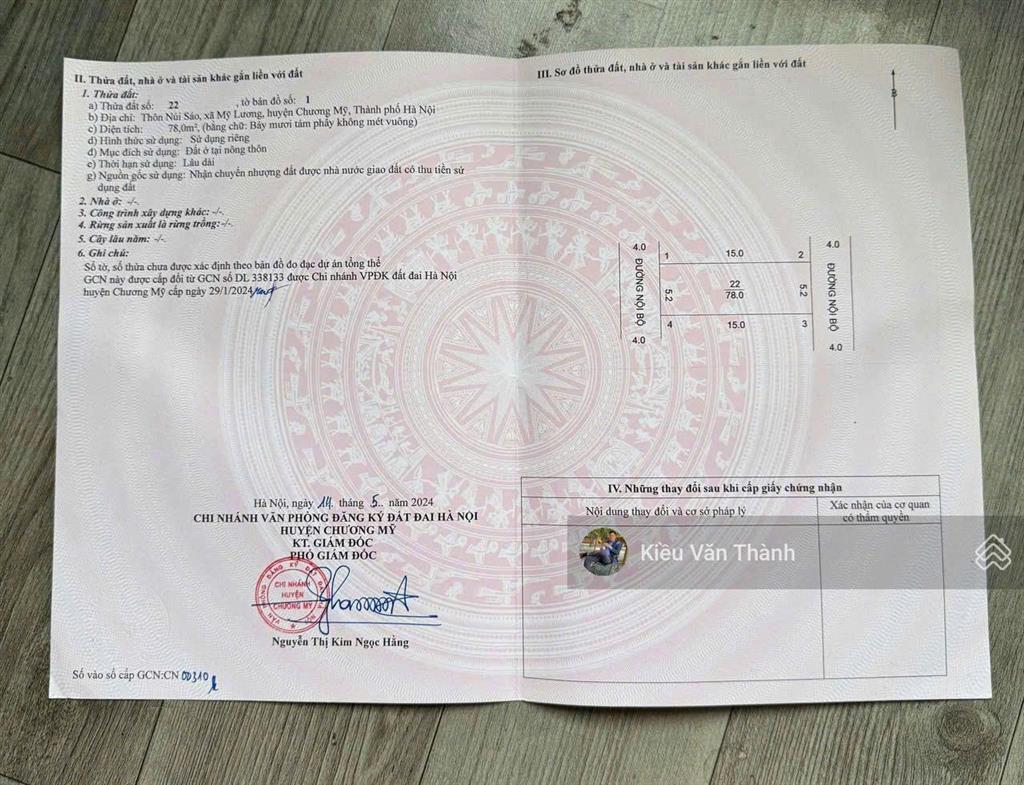 II. Thửa đất, nhà ở và tài sản khác gắn liền với đất
1. Thửa đất:
a) Thửa đất số: 22 , tờ bản đồ số: 1
b) Địa chỉ: Thôn Núi Sáo, xã Mỹ Lương, huyện Chương Mỹ, Thành phố Hà Nội
c) Diện tích: 78,0m², (bằng chữ: Bảy mươi tám phẩy không mét vuông)
d) Hình thức sử dụng: Sử dụng riêng
đ) Mục đích sử dụng: Đất ở tại nông thôn
e) Thời hạn sử dụng: Lâu dài
g) Nguồn gốc sử dụng: Nhận chuyển nhượng đất được nhà nước giao đất có thu tiền sử
dụng đất
2. Nhà ở: -/-.
3. Công trình xây dựng khác: -/-.
4. Rừng sản xuất là rừng trồng:-/-.
5. Cây lâu năm: -/-.
6. Ghi chú:
Số tờ, số thửa chưa được xác định theo bản đồ đo đạc dự án tổng thể
GCN này được cấp đổi từ GCN số DL 338133 được Chi nhánh VPĐK đất đai Hà Nội
huyện Chương Mỹ cấp ngày 29/1/2024
Hà Nội, ngày 14 tháng 5.. năm 2024
CHI NHÁNH VĂN PHÒNG ĐĂNG KÝ ĐẤT ĐAI HÀ NỘI
HUYỆN CHƯƠNG MỸ
KT. GIÁM ĐỐC
PHÓ GIÁM ĐỐC
VĂN PHÒNG ĐĂNG KÝ ĐẤT ĐAI HÀ NỘI
CHI NHÁNH
HUYỆN
CHƯƠNG MỸ
Nguyễn Thị Kim Ngọc Hằng
Số vào sổ cấp GCN:CN 00310
III. Sơ đồ thửa đất, nhà ở và tài sản khác gắn liền với đất
B
4.0
ĐƯỜNG NỘI BỘ
4.0
1
15.0
2
5.2
22
78.0
5.2
4
15.0
3
4.0
ĐƯỜNG NỘI BỘ
4.0
IV. Những thay đổi sau khi cấp giấy chứng nhận
Nội dung thay đổi và cơ sở pháp lý
Xác nhận của cơ quan
có thẩm quyền
Kiều Văn Thành